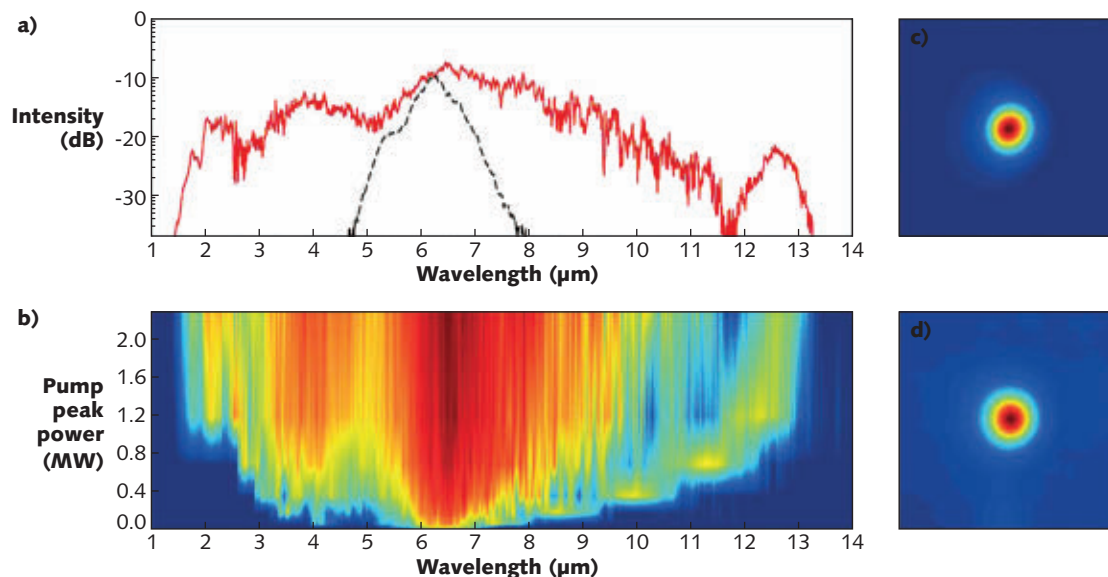 a)
0
-10
-20
-30
Intensity
(dB)
1 2 3 4 5 6 7 8 9 10 11 12 13 14
Wavelength (µm)
b)
2.0
1.6
1.2
0.8
0.4
0.0
Pump
peak
power
(MW)
1 2 3 4 5 6 7 8 9 10 11 12 13 14
Wavelength (µm)
c)
d)